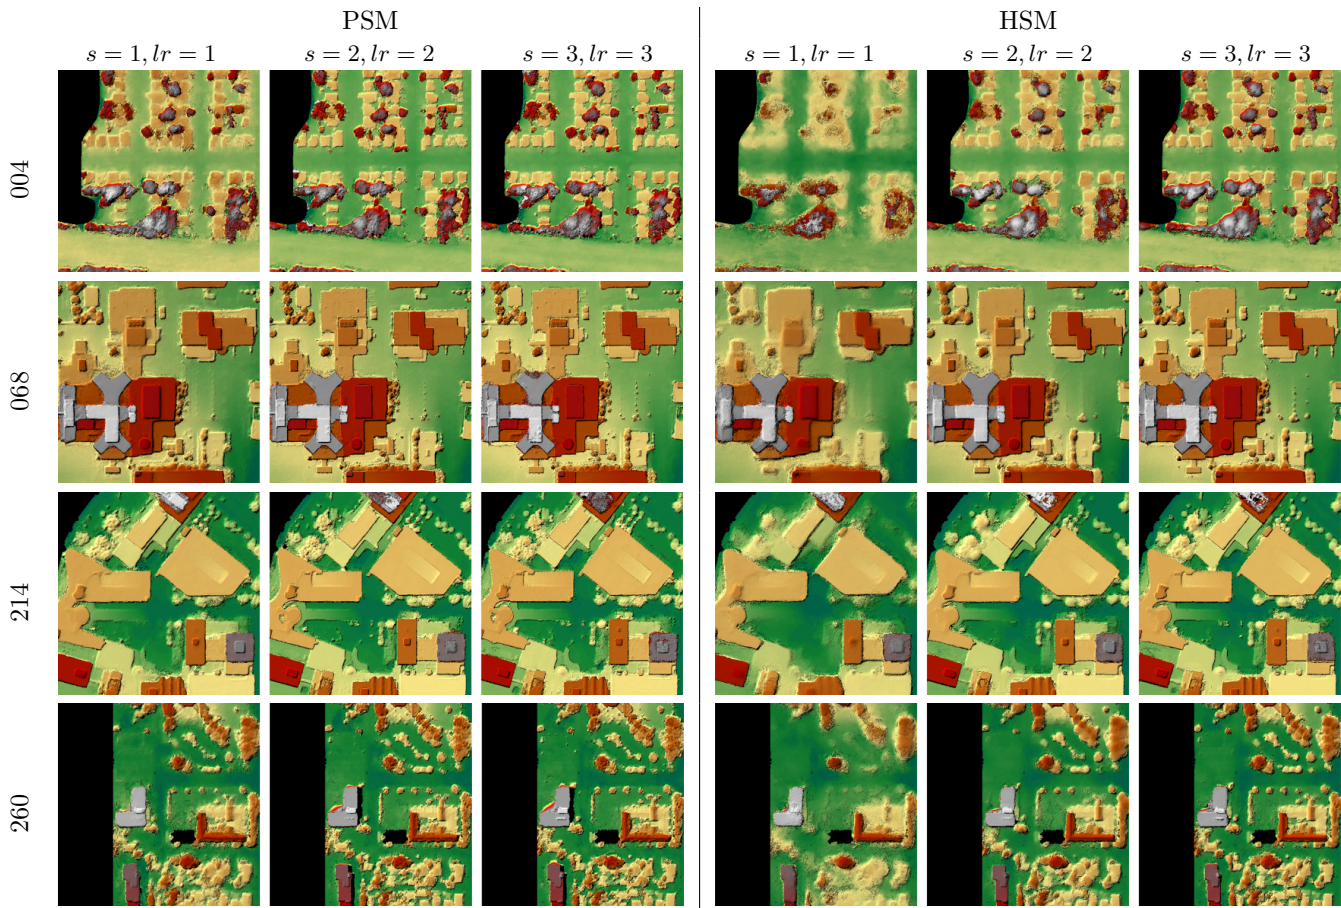 PSM HSM
s = 1, lr = 1 s = 2, lr = 2 s = 3, lr = 3 s = 1, lr = 1 s = 2, lr = 2 s = 3, lr = 3
004
068
214
260